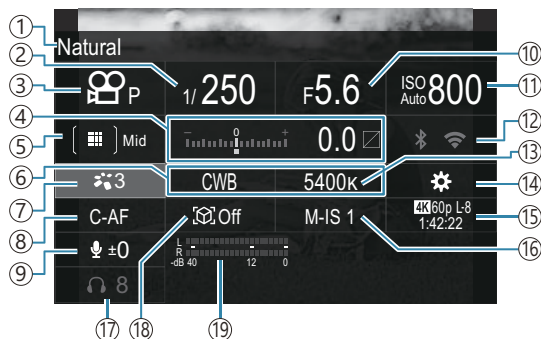 ① Natural
② ③ P 1/250 F5.6 ISO Auto 800 ⑩ ⑪
④ ⑤ Mid − 0 + 0.0 ⑫
⑥ ⑦ 3 CWB 5400K ⑬ ⑭
⑧ C-AF Off M-IS 1 4K 60p L-8 ⑮
1:42:22
⑯
⑨ ±0 L
R
-dB 40 12 0
8
⑰ ⑱ ⑲